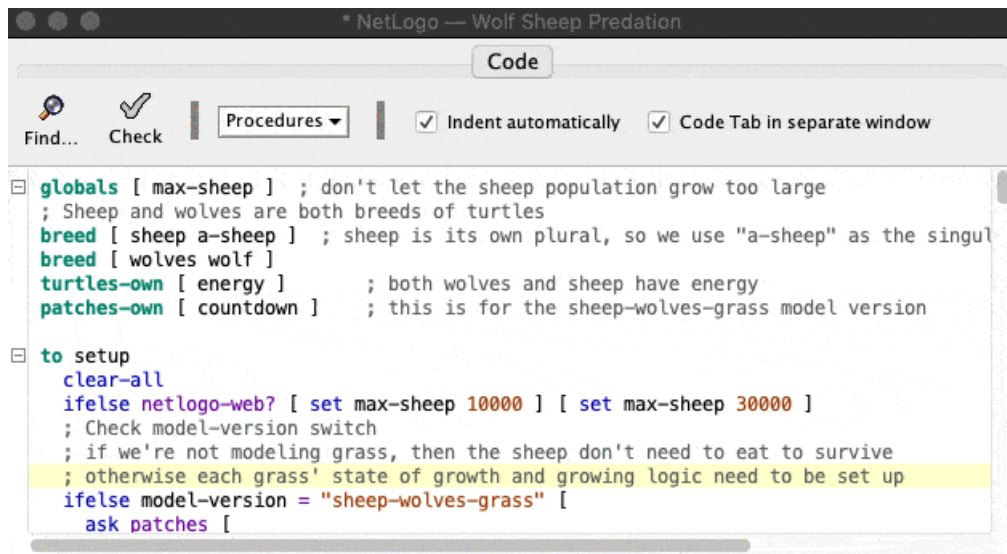 * NetLogo — Wolf Sheep Predation
Code
Find...
Check
Procedures
Indent automatically
Code Tab in separate window
globals [ max-sheep ]  ; don't let the sheep population grow too large
; Sheep and wolves are both breeds of turtles
breed [ sheep a-sheep ]  ; sheep is its own plural, so we use "a-sheep" as the singul
breed [ wolves wolf ]
turtles-own [ energy ]       ; both wolves and sheep have energy
patches-own [ countdown ]    ; this is for the sheep-wolves-grass model version
to setup
  clear-all
  ifelse netlogo-web? [ set max-sheep 10000 ] [ set max-sheep 30000 ]
  ; Check model-version switch
  ; if we're not modeling grass, then the sheep don't need to eat to survive
  ; otherwise each grass' state of growth and growing logic need to be set up
  ifelse model-version = "sheep-wolves-grass" [
    ask patches [